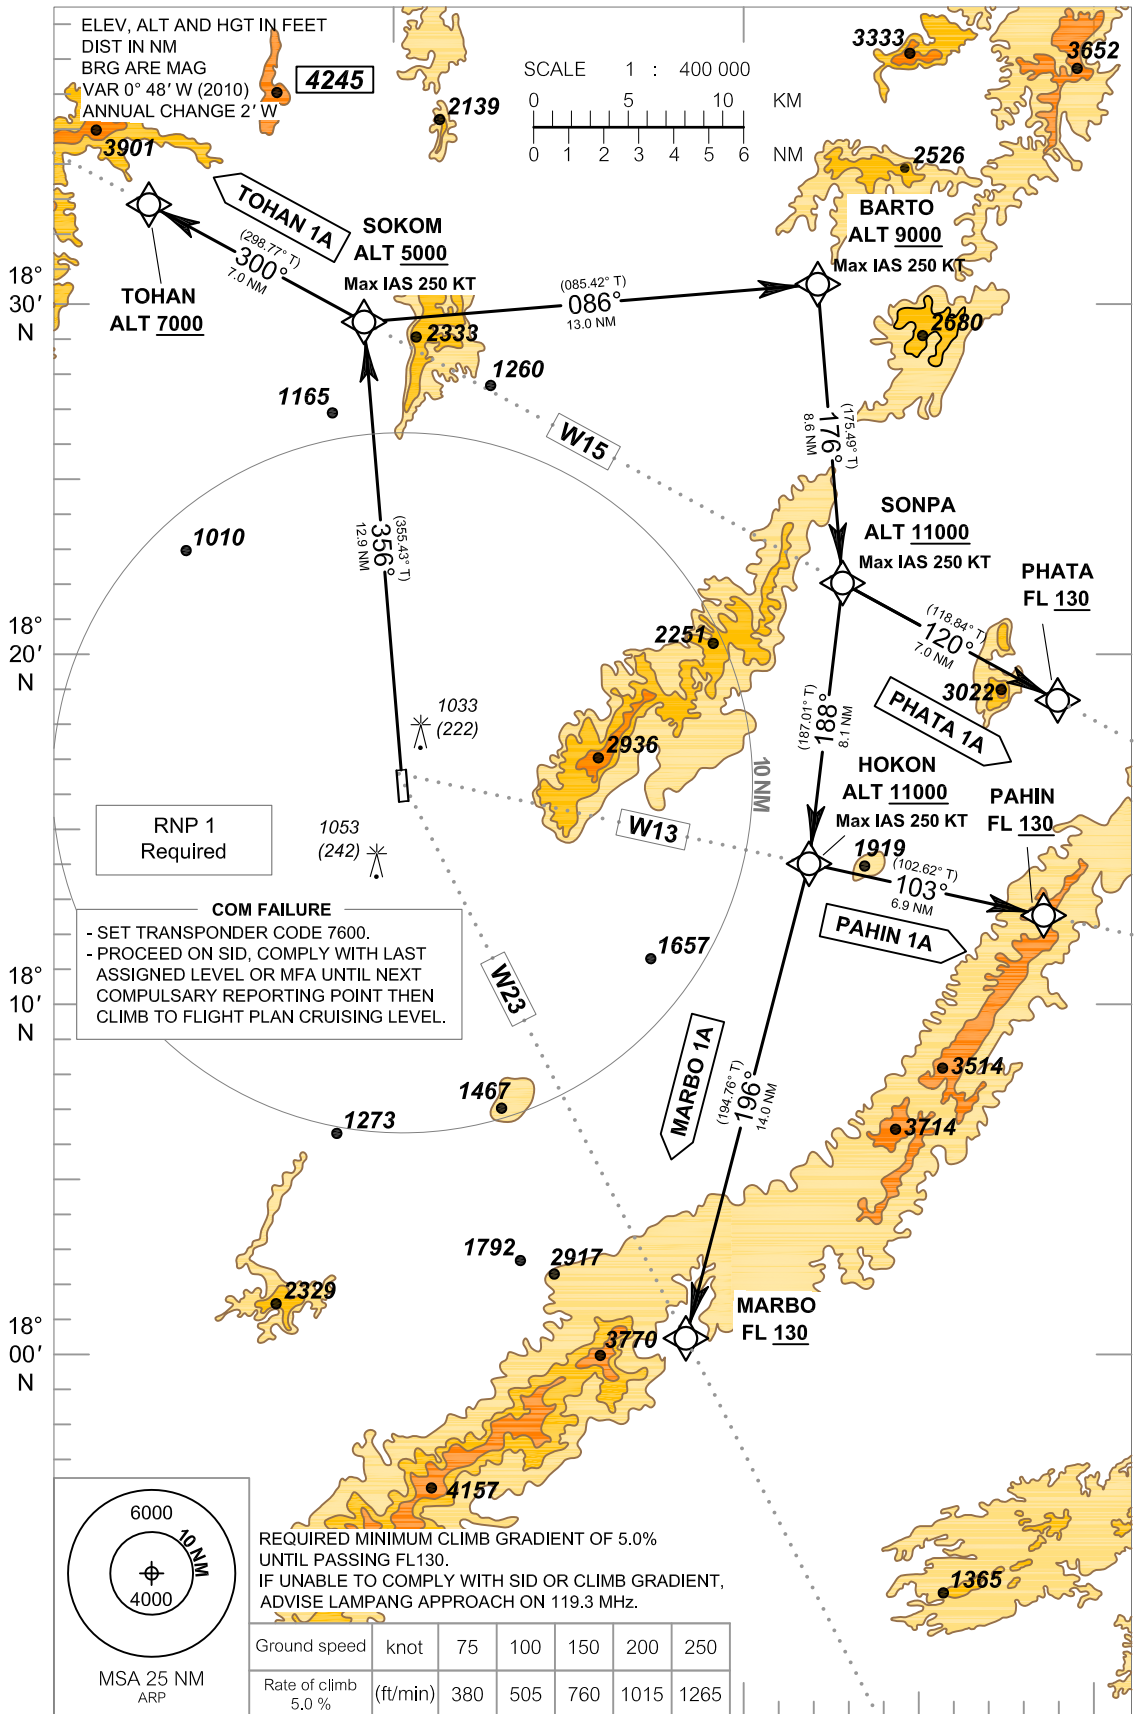 ELEV, ALT AND HGT IN FEET
DIST IN NM
BRG ARE MAG
VAR 0° 48' W (2010)
ANNUAL CHANGE 2' W
4245
3901
2139
SCALE 1 : 400 000
0 5 10 KM
0 1 2 3 4 5 6 NM
3333
3652
2526
TOHAN 1A
(298.77° T)
300°
7.0 NM
TOHAN
ALT 7000
SOKOM
ALT 5000
Max IAS 250 KT
(085.42° T)
086°
13.0 NM
BARTO
ALT 9000
Max IAS 250 KT
18°
30'
N
2333
2680
1260
1165
W15
(175.49° T)
176°
8.6 NM
(355.43° T)
356°
12.9 NM
1010
SONPA
ALT 11000
Max IAS 250 KT
PHATA
FL 130
(118.84° T)
120°
7.0 NM
18°
20'
N
2251
3022
PHATA 1A
(187.01° T)
188°
8.1 NM
1033
(222)
2936
10 NM
HOKON
ALT 11000
Max IAS 250 KT
PAHIN
FL 130
RNP 1
Required
1053
(242)
W13
1919
(102.62° T)
103°
6.9 NM
PAHIN 1A
COM FAILURE
- SET TRANSPONDER CODE 7600.
- PROCEED ON SID, COMPLY WITH LAST
ASSIGNED LEVEL OR MFA UNTIL NEXT
COMPULSARY REPORTING POINT THEN
CLIMB TO FLIGHT PLAN CRUISING LEVEL.
1657
W23
18°
10'
N
MARBO 1A
(194.76° T)
196°
14.0 NM
3514
1467
1273
3714
1792
2917
2329
MARBO
FL 130
18°
00'
N
3770
4157
6000
10 NM
4000
MSA 25 NM
ARP
REQUIRED MINIMUM CLIMB GRADIENT OF 5.0%
UNTIL PASSING FL130.
IF UNABLE TO COMPLY WITH SID OR CLIMB GRADIENT,
ADVISE LAMPANG APPROACH ON 119.3 MHz.
1365
Ground speed knot 75 100 150 200 250
Rate of climb
5.0 % (ft/min) 380 505 760 1015 1265